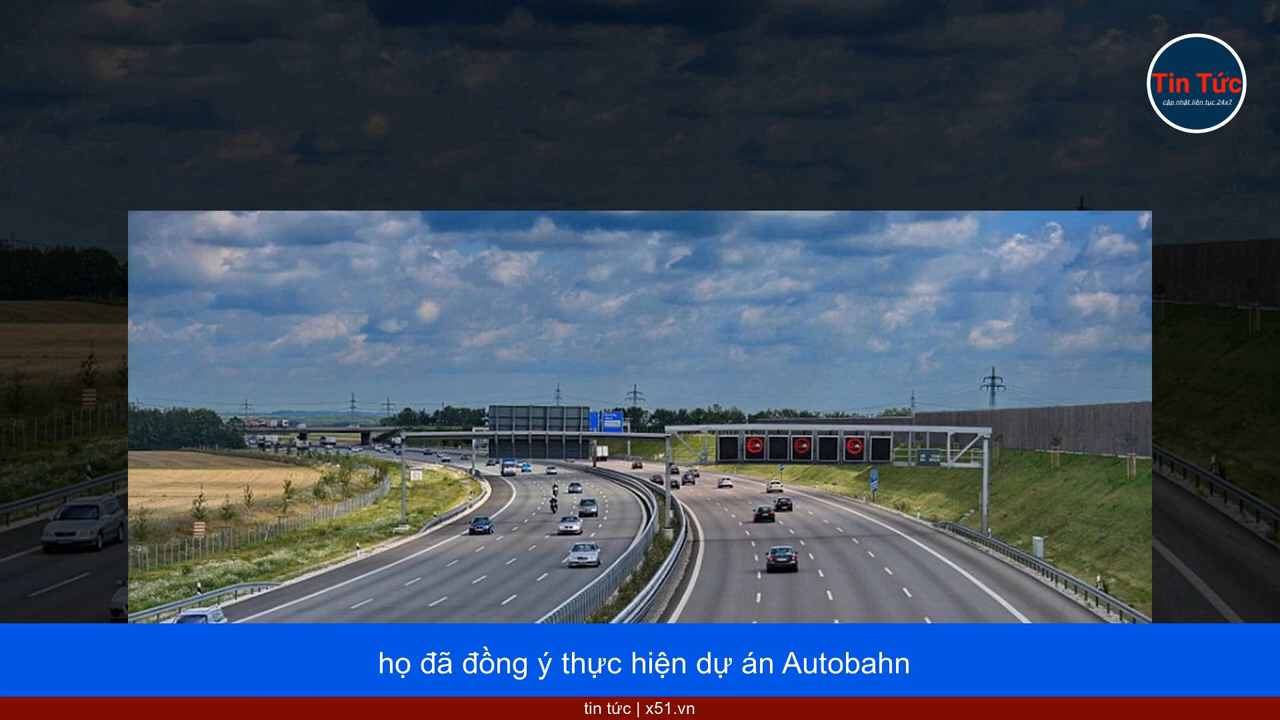 Tin Tức
cập nhật liên tục 24x7
họ đã đồng ý thực hiện dự án Autobahn
tin tức | x51.vn